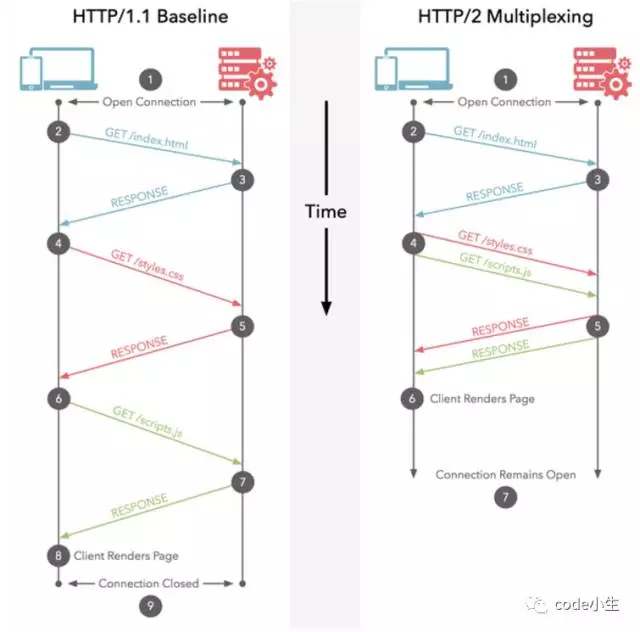 HTTP/1.1 Baseline
1
Open Connection
2
GET /index.html
3
RESPONSE
4
GET /styles.css
5
RESPONSE
6
GET /scripts.js
7
RESPONSE
8 Client Renders Page
Connection Closed
9
Time
HTTP/2 Multiplexing
1
Open Connection
2
GET /index.html
3
RESPONSE
4
GET /styles.css
GET /scripts.js
5
RESPONSE
RESPONSE
6 Client Renders Page
Connection Remains Open
7
code小生